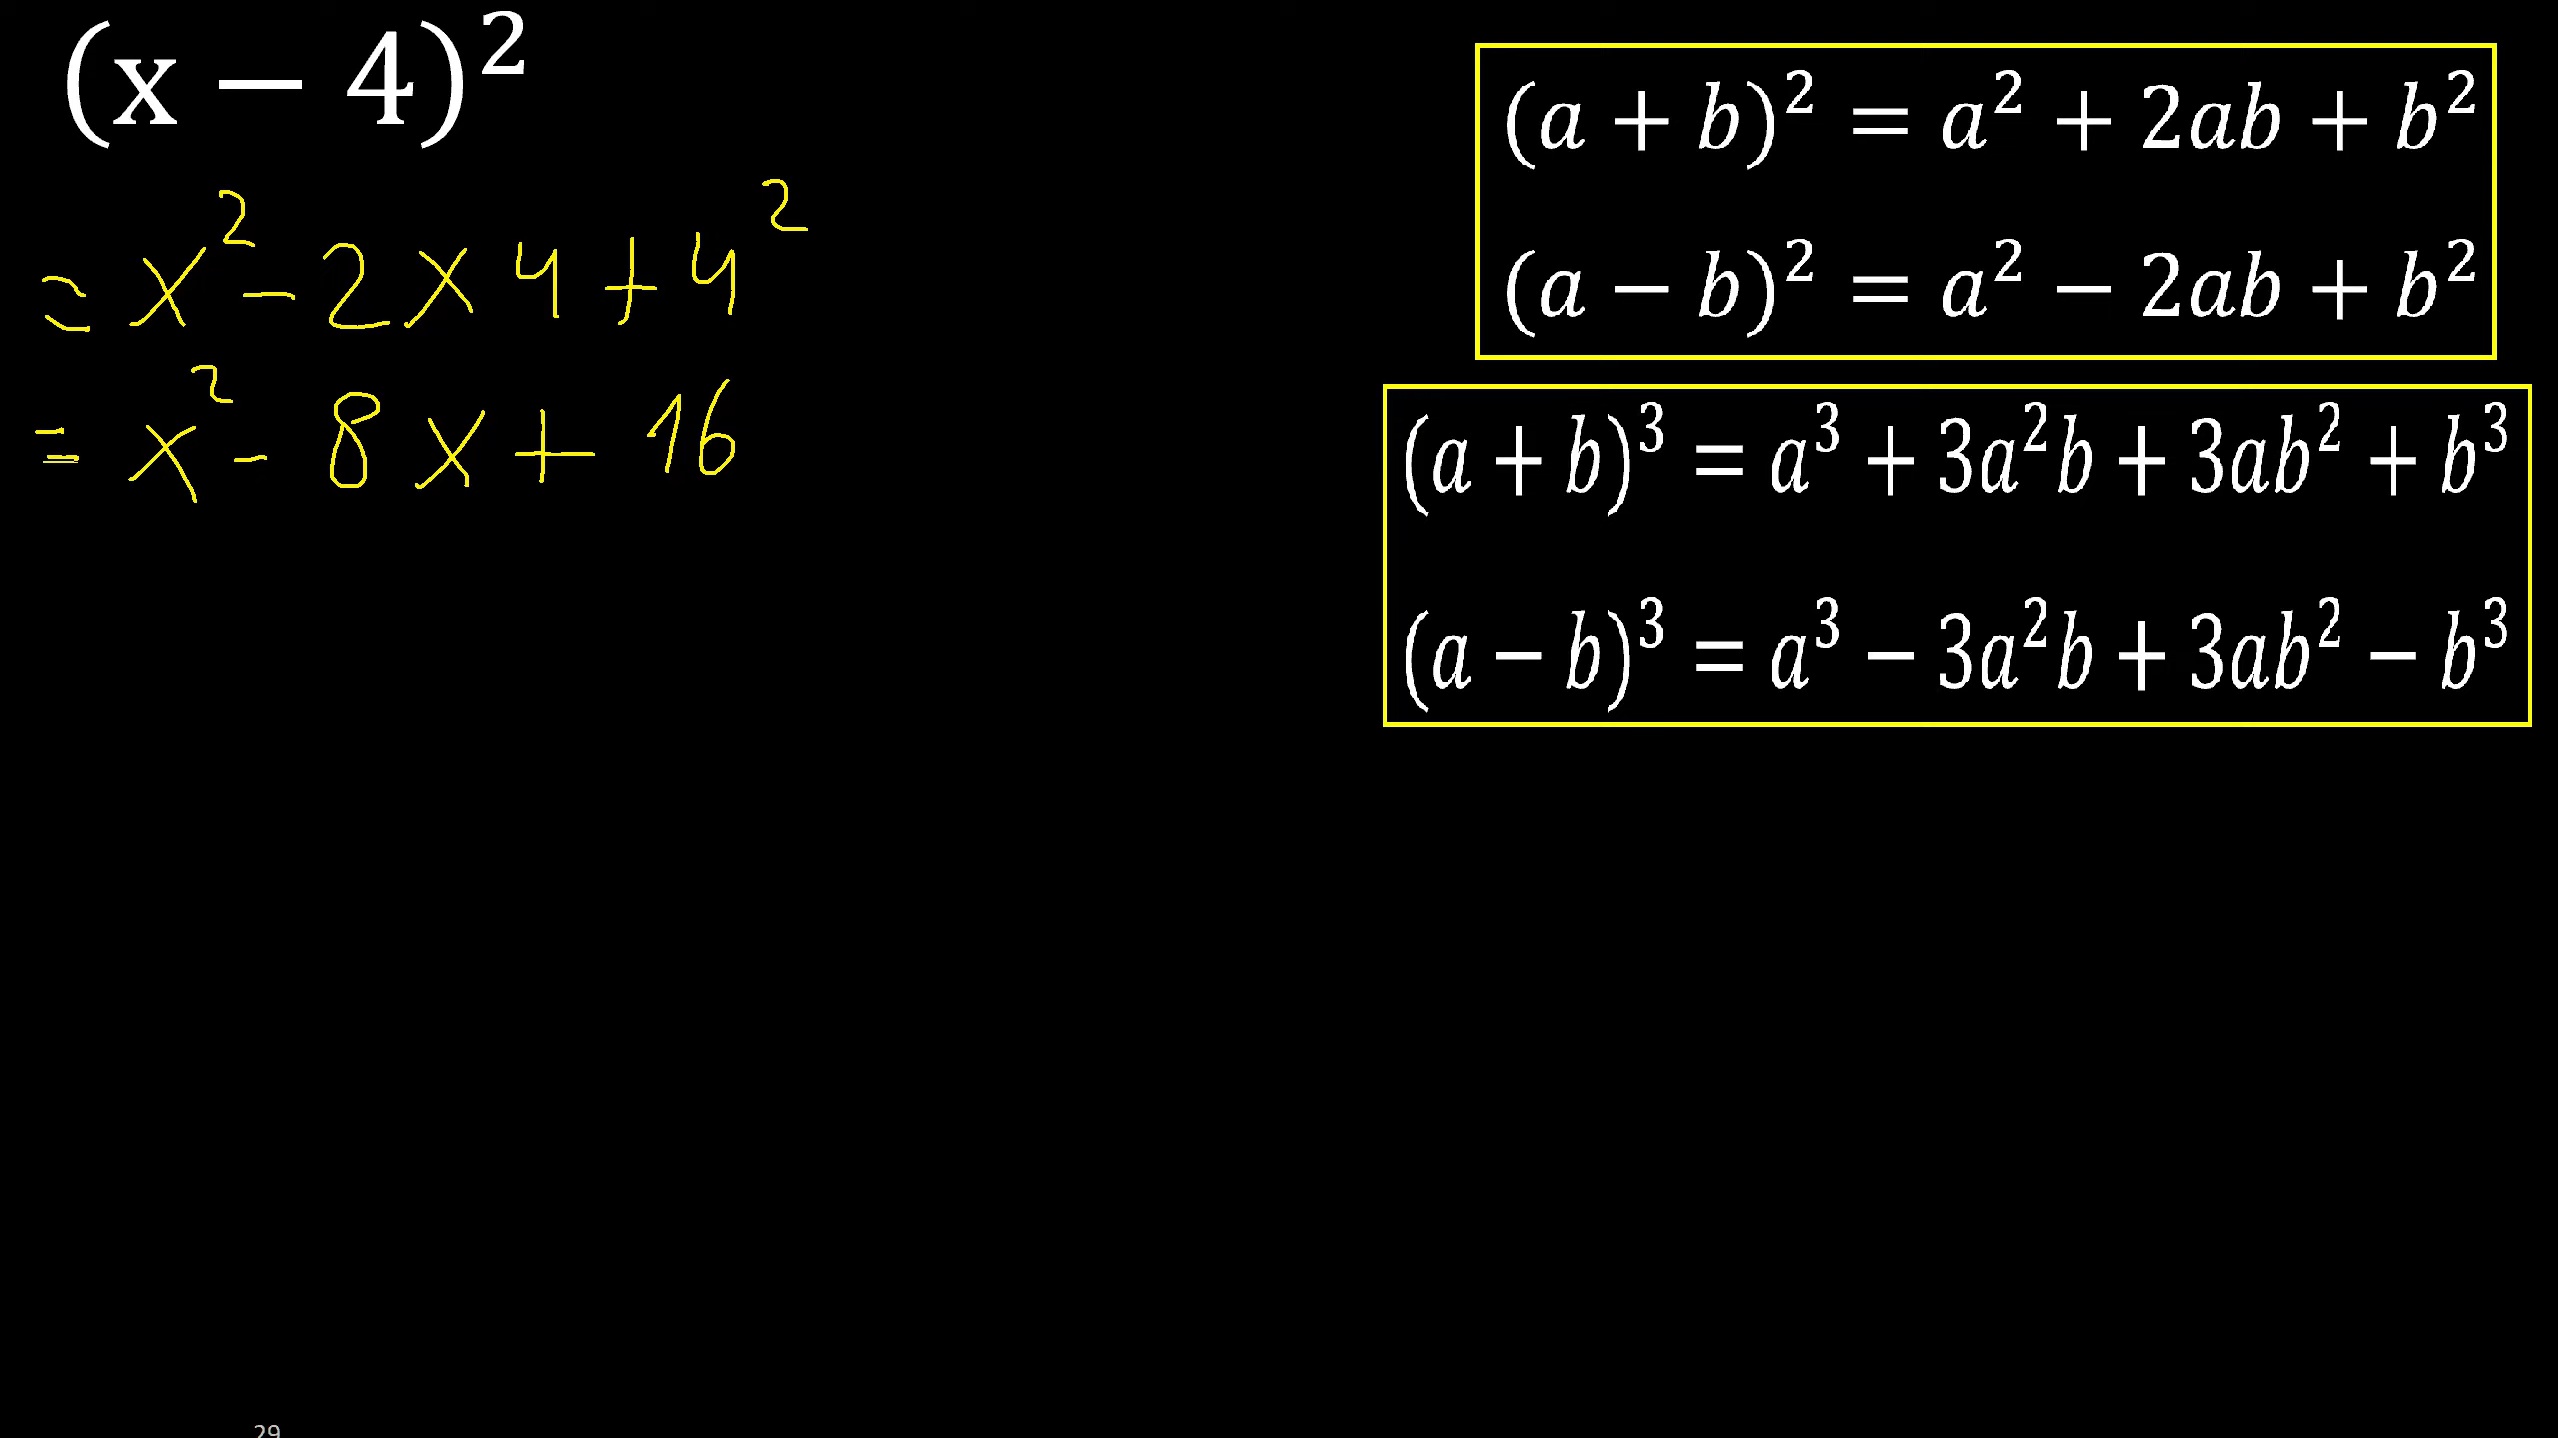 (x − 4)²
= x² - 2 x 4 + 4²
= x² - 8 x + 16
(a + b)² = a² + 2ab + b²
(a − b)² = a² − 2ab + b²
(a + b)³ = a³ + 3a²b + 3ab² + b³
(a − b)³ = a³ − 3a²b + 3ab² − b³
29